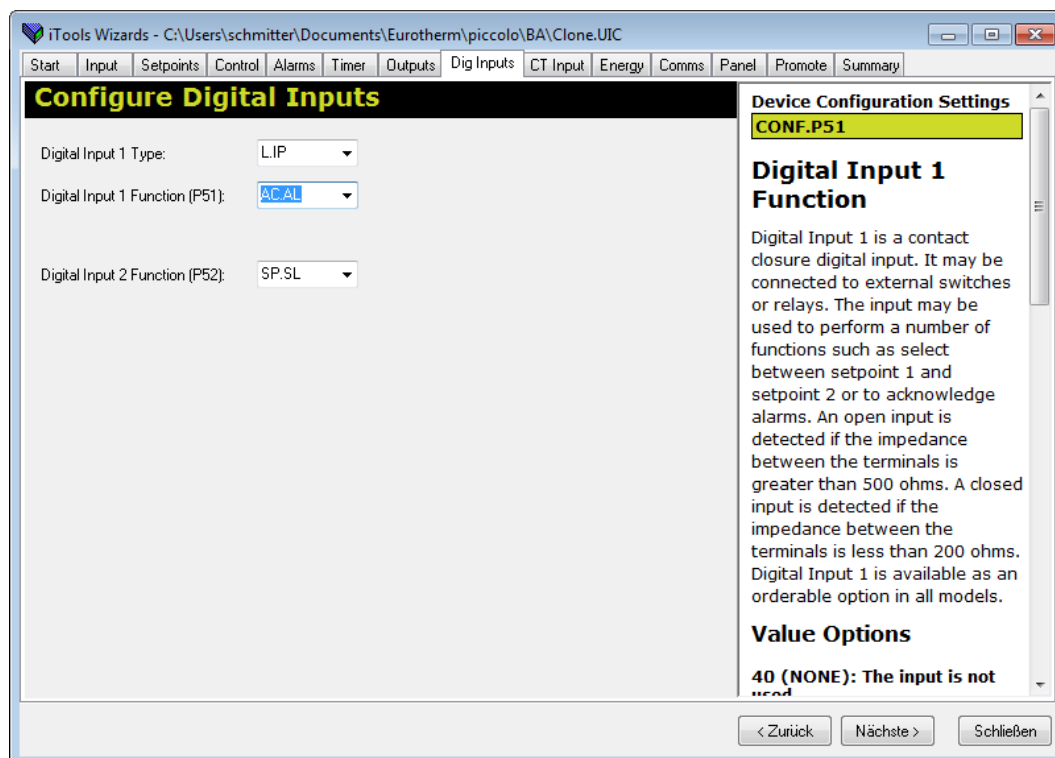 iTools Wizards - C:\Users\schmitter\Documents\Eurotherm\piccolo\BA\Clone.UIC
Start Input Setpoints Control Alarms Timer Outputs Dig Inputs CT Input Energy Comms Panel Promote Summary
Configure Digital Inputs
Digital Input 1 Type: L.IP
Digital Input 1 Function (P51): AC.AL
Digital Input 2 Function (P52): SP.SL
Device Configuration Settings
CONF.P51
Digital Input 1
Function
Digital Input 1 is a contact
closure digital input. It may be
connected to external switches
or relays. The input may be
used to perform a number of
functions such as select
between setpoint 1 and
setpoint 2 or to acknowledge
alarms. An open input is
detected if the impedance
between the terminals is
greater than 500 ohms. A closed
input is detected if the
impedance between the
terminals is less than 200 ohms.
Digital Input 1 is available as an
orderable option in all models.
Value Options
40 (NONE): The input is not
used
< Zurück Nächste > Schließen